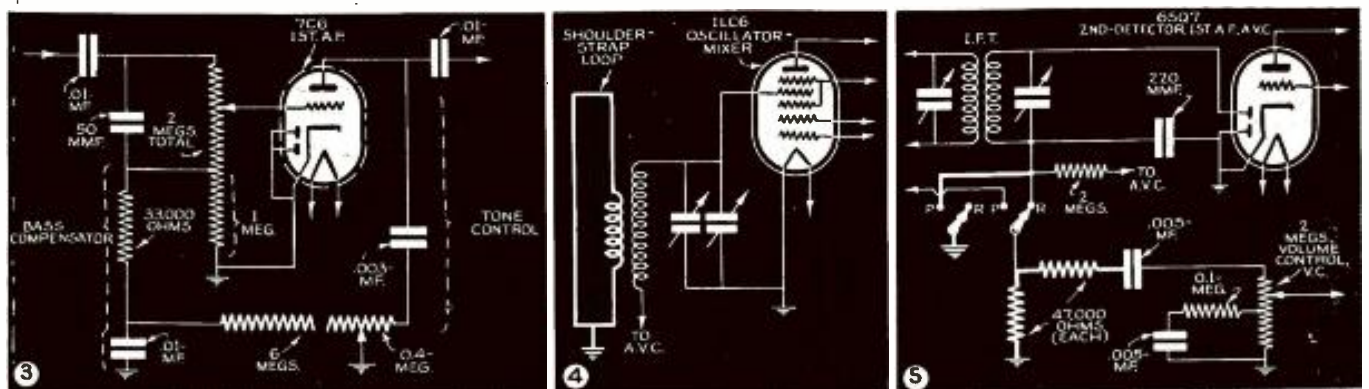 7C6
1ST. A.F.
.01-
MF.
.01-
MF.
50
MMF.
2
MEGS.
TOTAL
BASS
COMPENSATOR
33,000
OHMS
1
MEG.
.003-
MF.
TONE
CONTROL
.01-
MF.
6
MEGS.
0.4-
MEG.
3
SHOULDER-
STRAP
LOOP
1LC6
OSCILLATOR-
MIXER
TO
A.V.C.
4
6SQ7
2ND-DETECTOR, 1ST. A.F., A.V.C.
I.F.T.
220
MMF.
TO
A.V.C.
2
MEGS.
P
R
P
R
.005-
MF.
2
MEGS.
VOLUME
CONTROL,
V.C.
0.1-
MEG.
47,000
OHMS
(EACH)
.005-
MF.
5